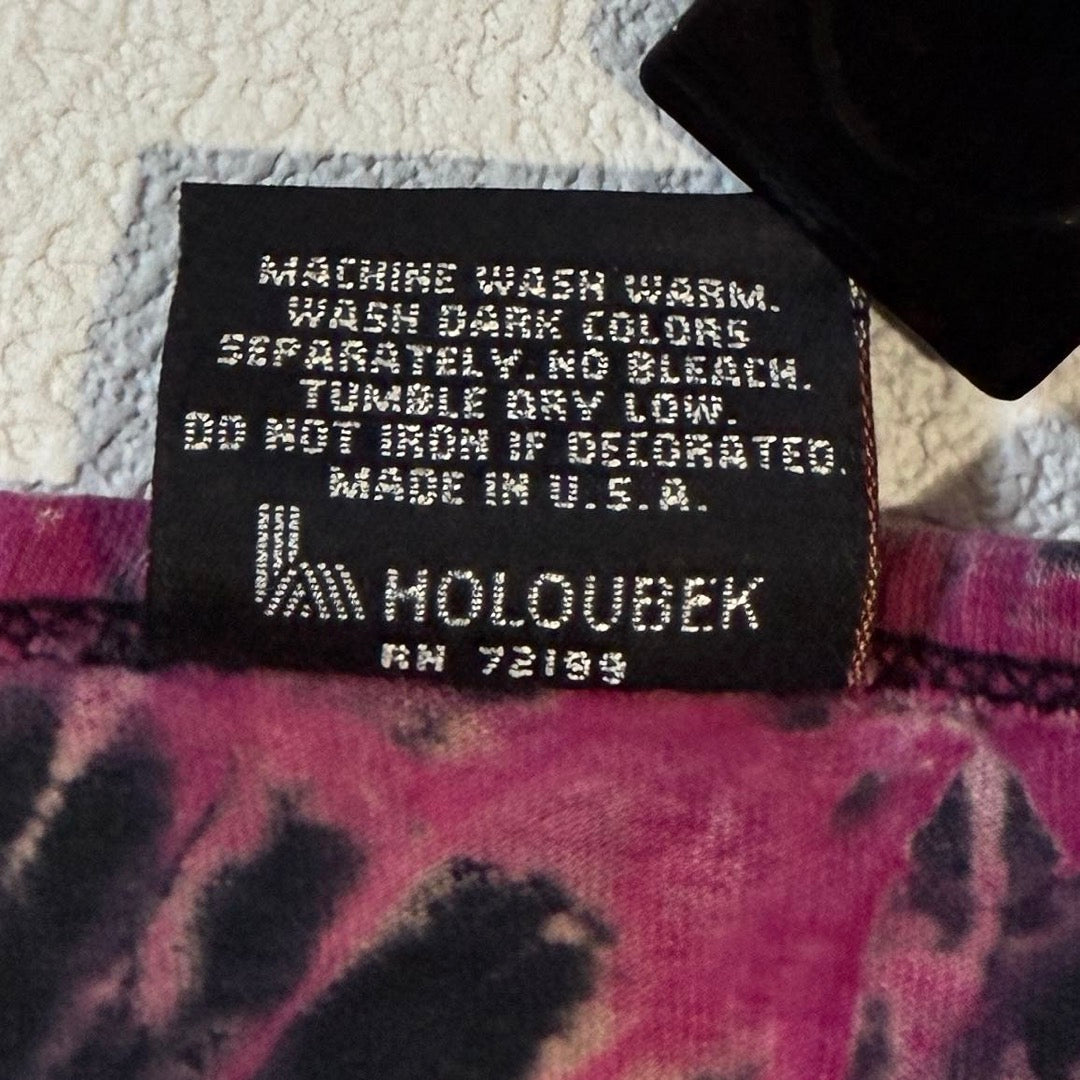 MACHINE WASH WARM.
WASH DARK COLORS
SEPARATELY. NO BLEACH.
TUMBLE DRY LOW.
DO NOT IRON IF DECORATED.
MADE IN U.S.A.
HOLOUBEK
RN 72199